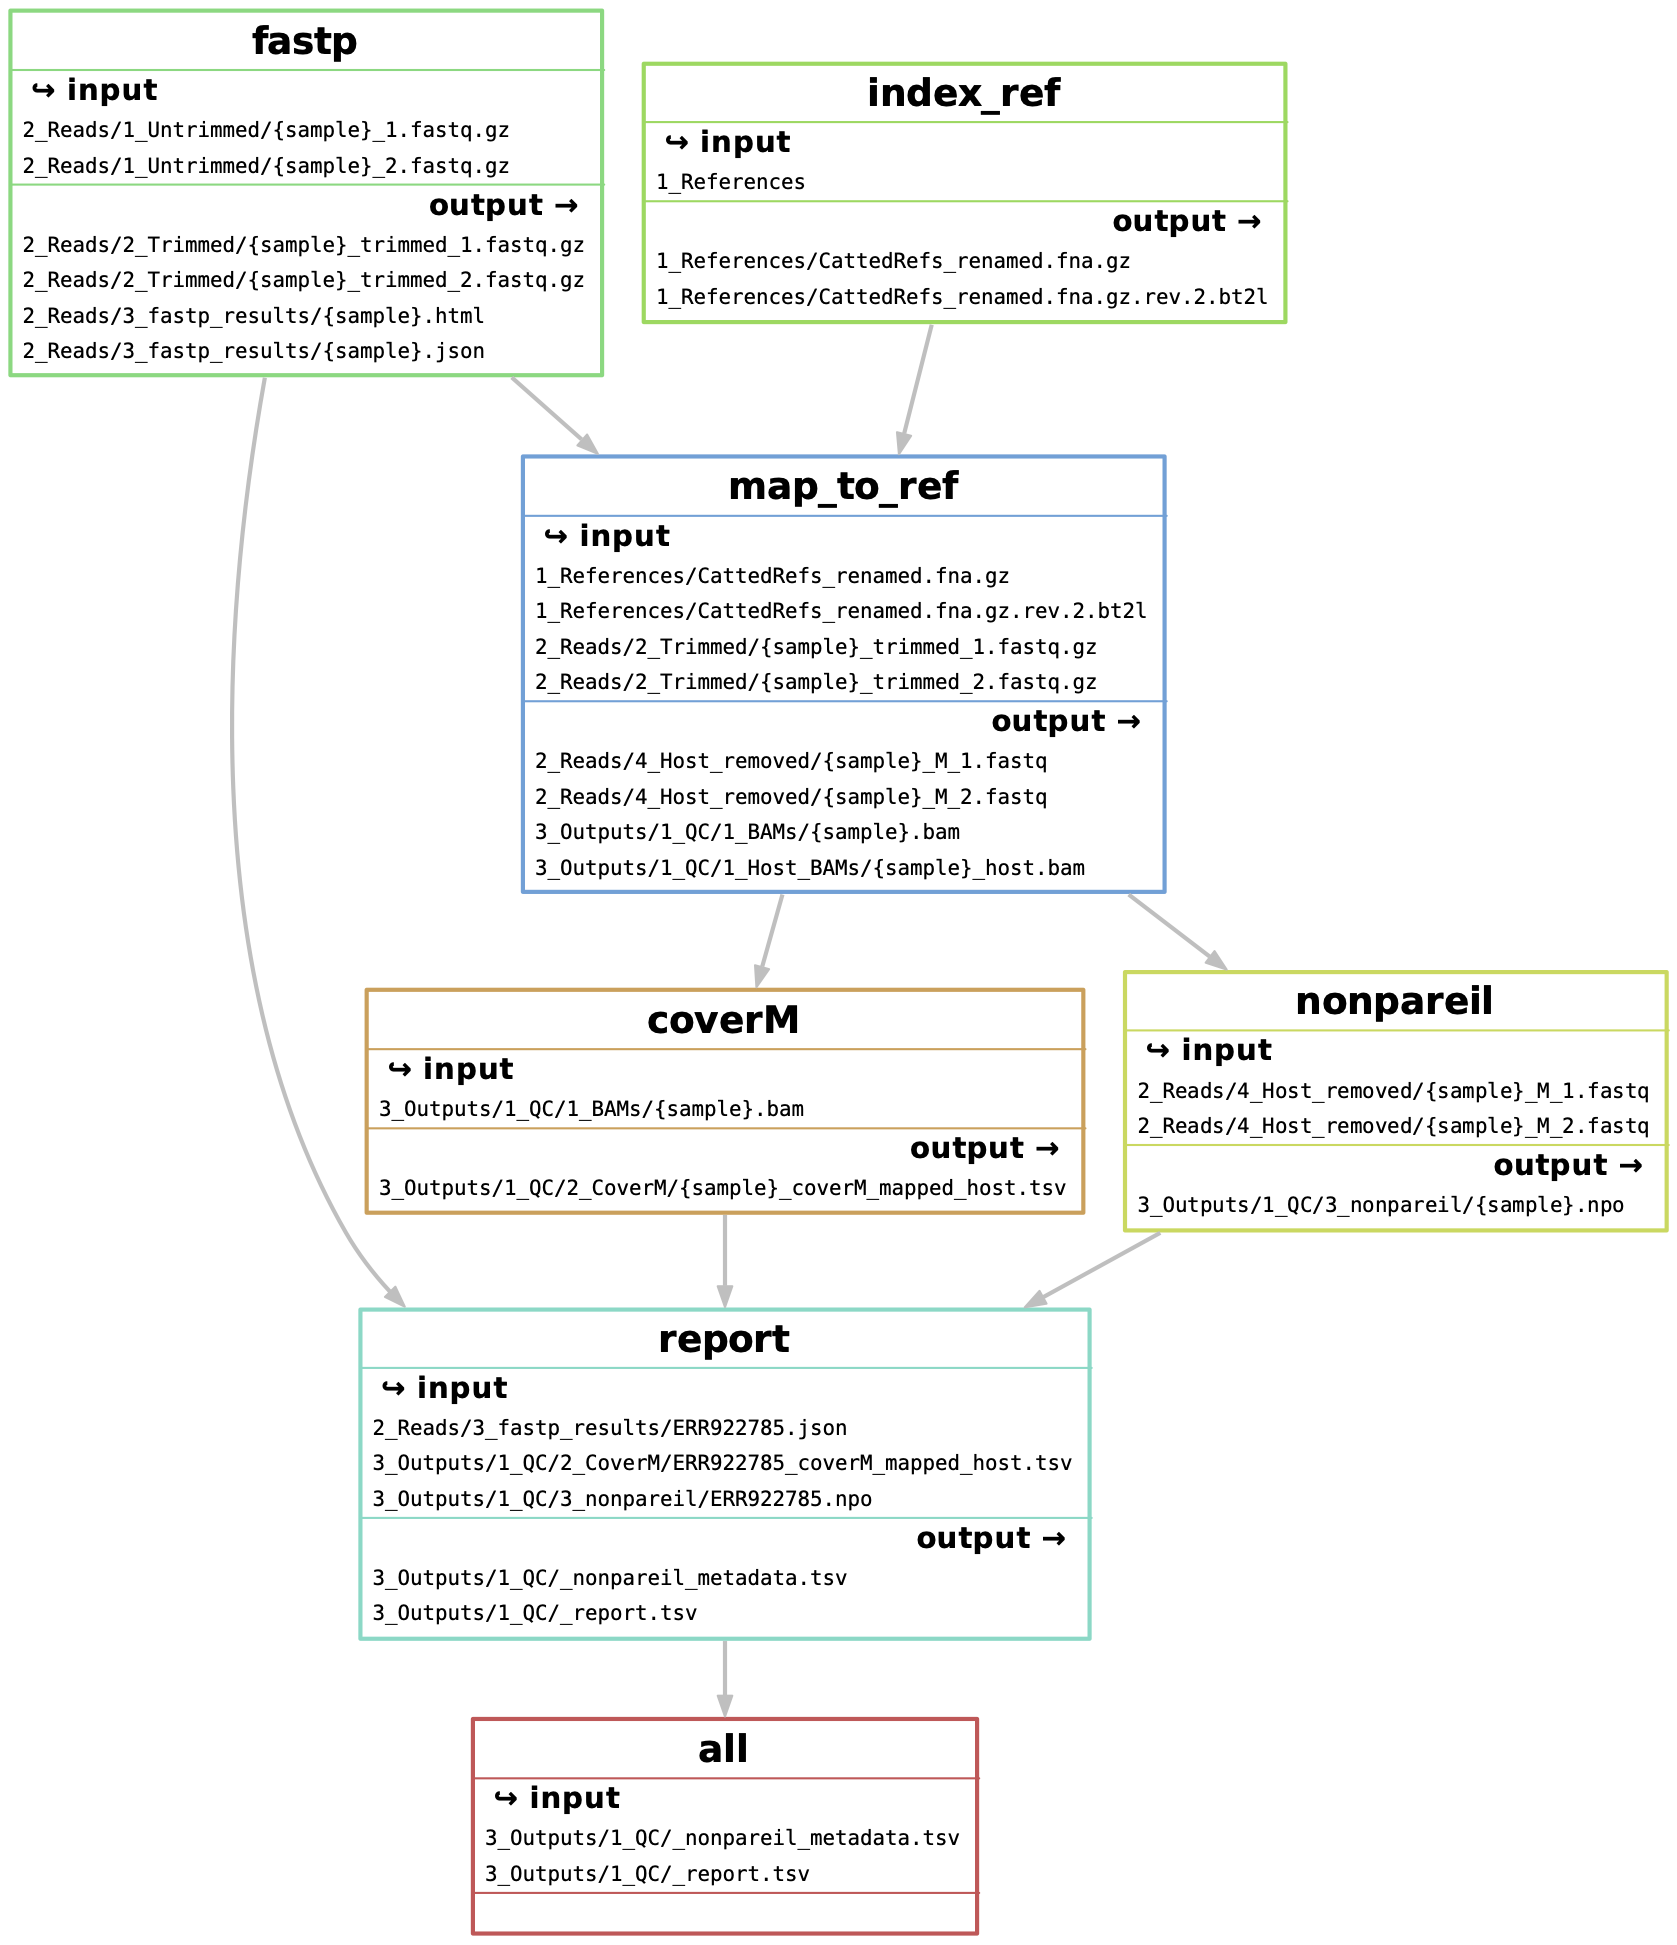 fastp
↪ input
2_Reads/1_Untrimmed/{sample}_1.fastq.gz
2_Reads/1_Untrimmed/{sample}_2.fastq.gz
output →
2_Reads/2_Trimmed/{sample}_trimmed_1.fastq.gz
2_Reads/2_Trimmed/{sample}_trimmed_2.fastq.gz
2_Reads/3_fastp_results/{sample}.html
2_Reads/3_fastp_results/{sample}.json
index_ref
↪ input
1_References
output →
1_References/CattedRefs_renamed.fna.gz
1_References/CattedRefs_renamed.fna.gz.rev.2.bt2l
map_to_ref
↪ input
1_References/CattedRefs_renamed.fna.gz
1_References/CattedRefs_renamed.fna.gz.rev.2.bt2l
2_Reads/2_Trimmed/{sample}_trimmed_1.fastq.gz
2_Reads/2_Trimmed/{sample}_trimmed_2.fastq.gz
output →
2_Reads/4_Host_removed/{sample}_M_1.fastq
2_Reads/4_Host_removed/{sample}_M_2.fastq
3_Outputs/1_QC/1_BAMs/{sample}.bam
3_Outputs/1_QC/1_Host_BAMs/{sample}_host.bam
coverM
↪ input
3_Outputs/1_QC/1_BAMs/{sample}.bam
output →
3_Outputs/1_QC/2_CoverM/{sample}_coverM_mapped_host.tsv
nonpareil
↪ input
2_Reads/4_Host_removed/{sample}_M_1.fastq
2_Reads/4_Host_removed/{sample}_M_2.fastq
output →
3_Outputs/1_QC/3_nonpareil/{sample}.npo
report
↪ input
2_Reads/3_fastp_results/ERR922785.json
3_Outputs/1_QC/2_CoverM/ERR922785_coverM_mapped_host.tsv
3_Outputs/1_QC/3_nonpareil/ERR922785.npo
output →
3_Outputs/1_QC/_nonpareil_metadata.tsv
3_Outputs/1_QC/_report.tsv
all
↪ input
3_Outputs/1_QC/_nonpareil_metadata.tsv
3_Outputs/1_QC/_report.tsv